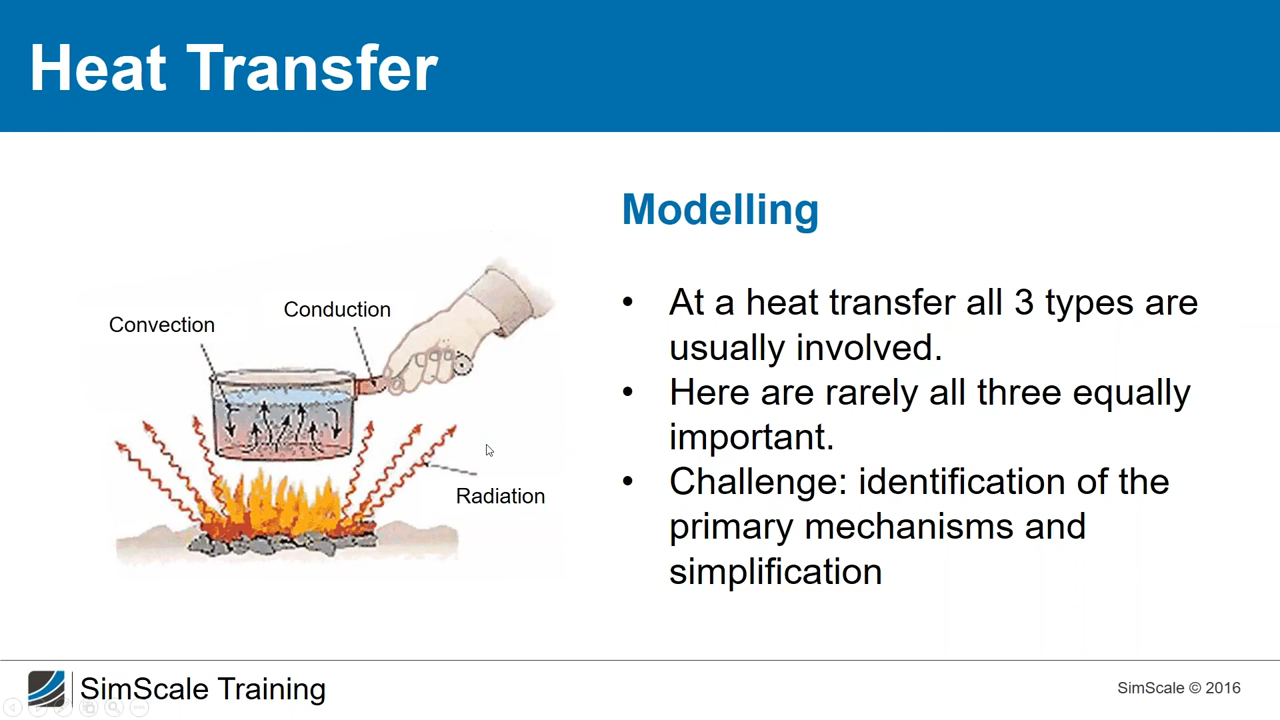 Heat Transfer
Modelling
Convection
Conduction
Radiation
• At a heat transfer all 3 types are
usually involved.
• Here are rarely all three equally
important.
• Challenge: identification of the
primary mechanisms and
simplification
SimScale Training
SimScale © 2016